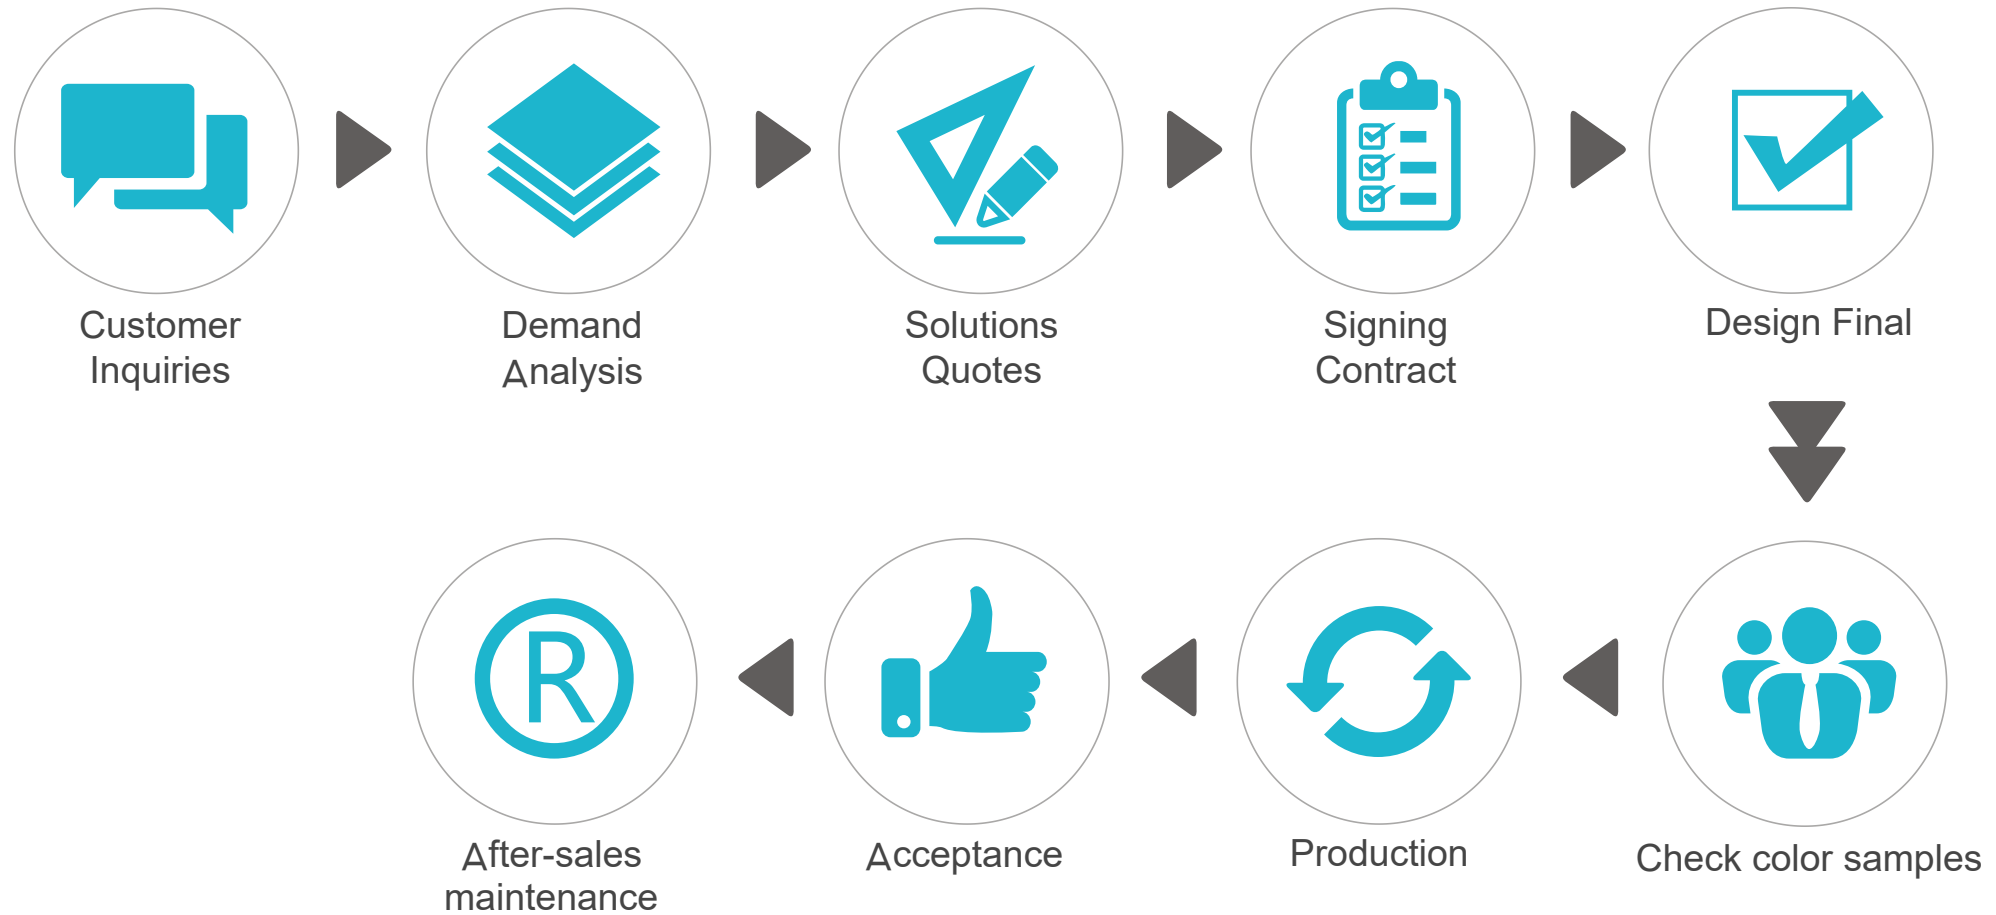 Customer
Inquiries
Demand
Analysis
Solutions
Quotes
Signing
Contract
Design Final
R
After-sales
maintenance
Acceptance
Production
Check color samples